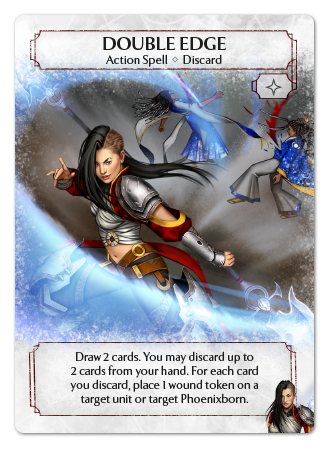 DOUBLE EDGE
Action Spell ⟡ Discard
Draw 2 cards. You may discard up to
2 cards from your hand. For each card
you discard, place 1 wound token on a
target unit or target Phoenixborn.